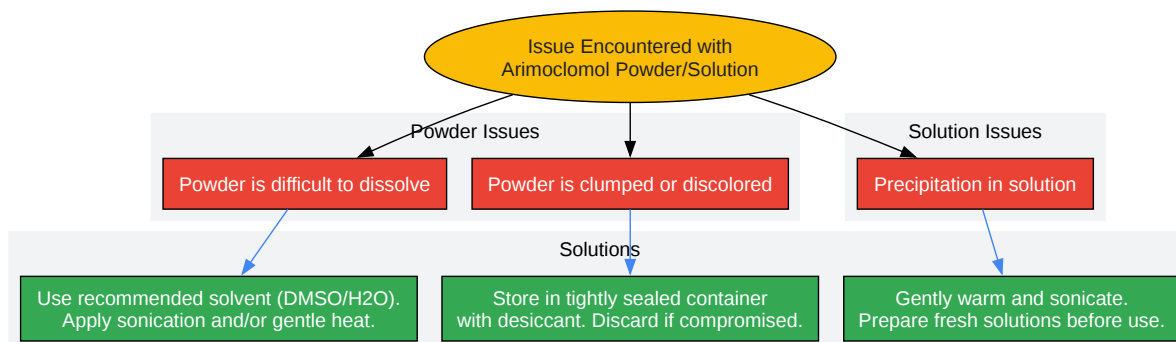 Issue Encountered with
Arimoclomol Powder/Solution
Powder Issues
Solution Issues
Powder is difficult to dissolve
Powder is clumped or discolored
Precipitation in solution
Solutions
Use recommended solvent (DMSO/H2O).
Apply sonication and/or gentle heat.
Store in tightly sealed container
with desiccant. Discard if compromised.
Gently warm and sonicate.
Prepare fresh solutions before use.